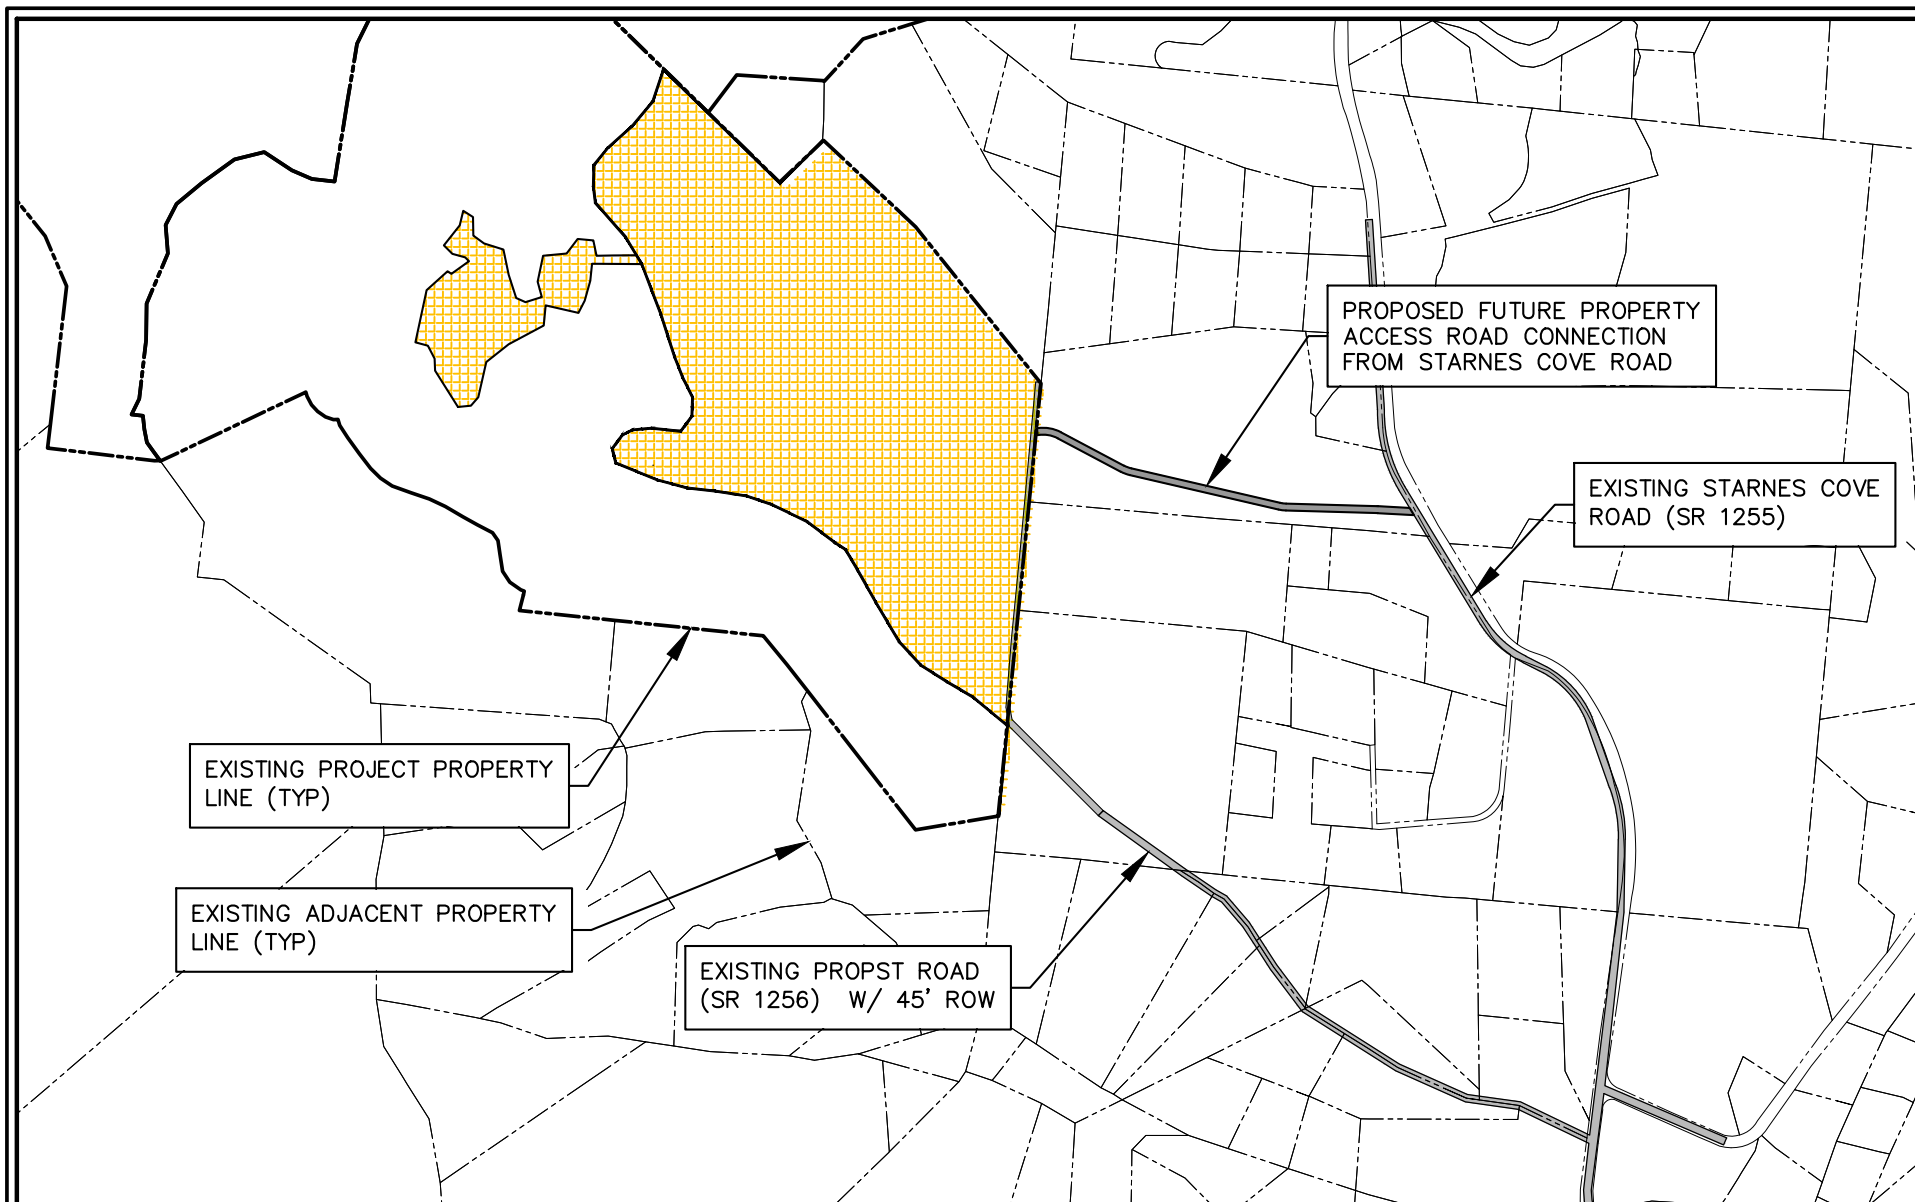 PROPOSED FUTURE PROPERTY
ACCESS ROAD CONNECTION
FROM STARNES COVE ROAD
EXISTING STARNES COVE
ROAD (SR 1255)
EXISTING PROJECT PROPERTY
LINE (TYP)
EXISTING ADJACENT PROPERTY
LINE (TYP)
EXISTING PROPST ROAD
(SR 1256) W/ 45' ROW